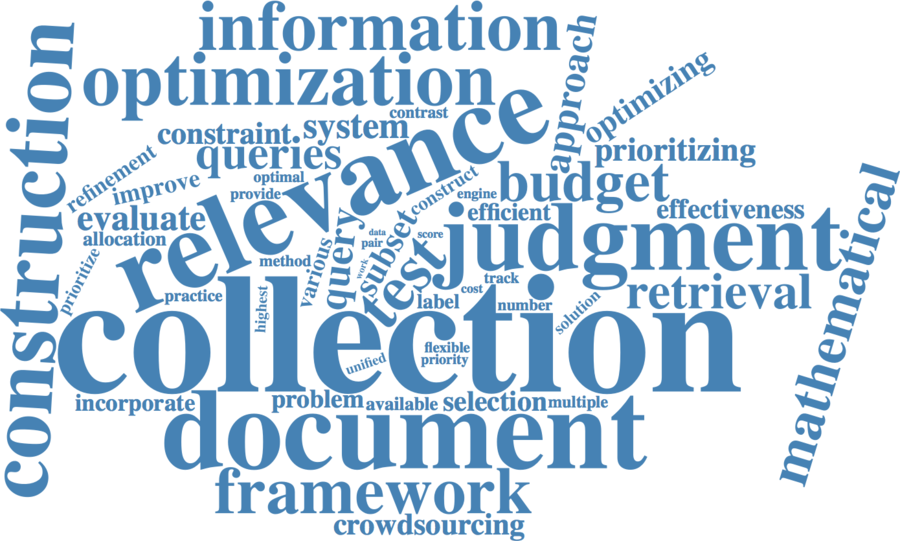 information
optimization
construction
approach
optimizing
contrast
constraint
system
relevance
queries
prioritizing
refinement
improve
optimal
provide
construct
engine
budget
evaluate
allocation
subset
efficient
effectiveness
mathematical
query
data
pair
score
judgment
various
method
work
test
prioritize
practice
highest
label
cost
track
number
solution
retrieval
collection
flexible
priority
unified
incorporate
problem
available
selection
multiple
document
framework
crowdsourcing